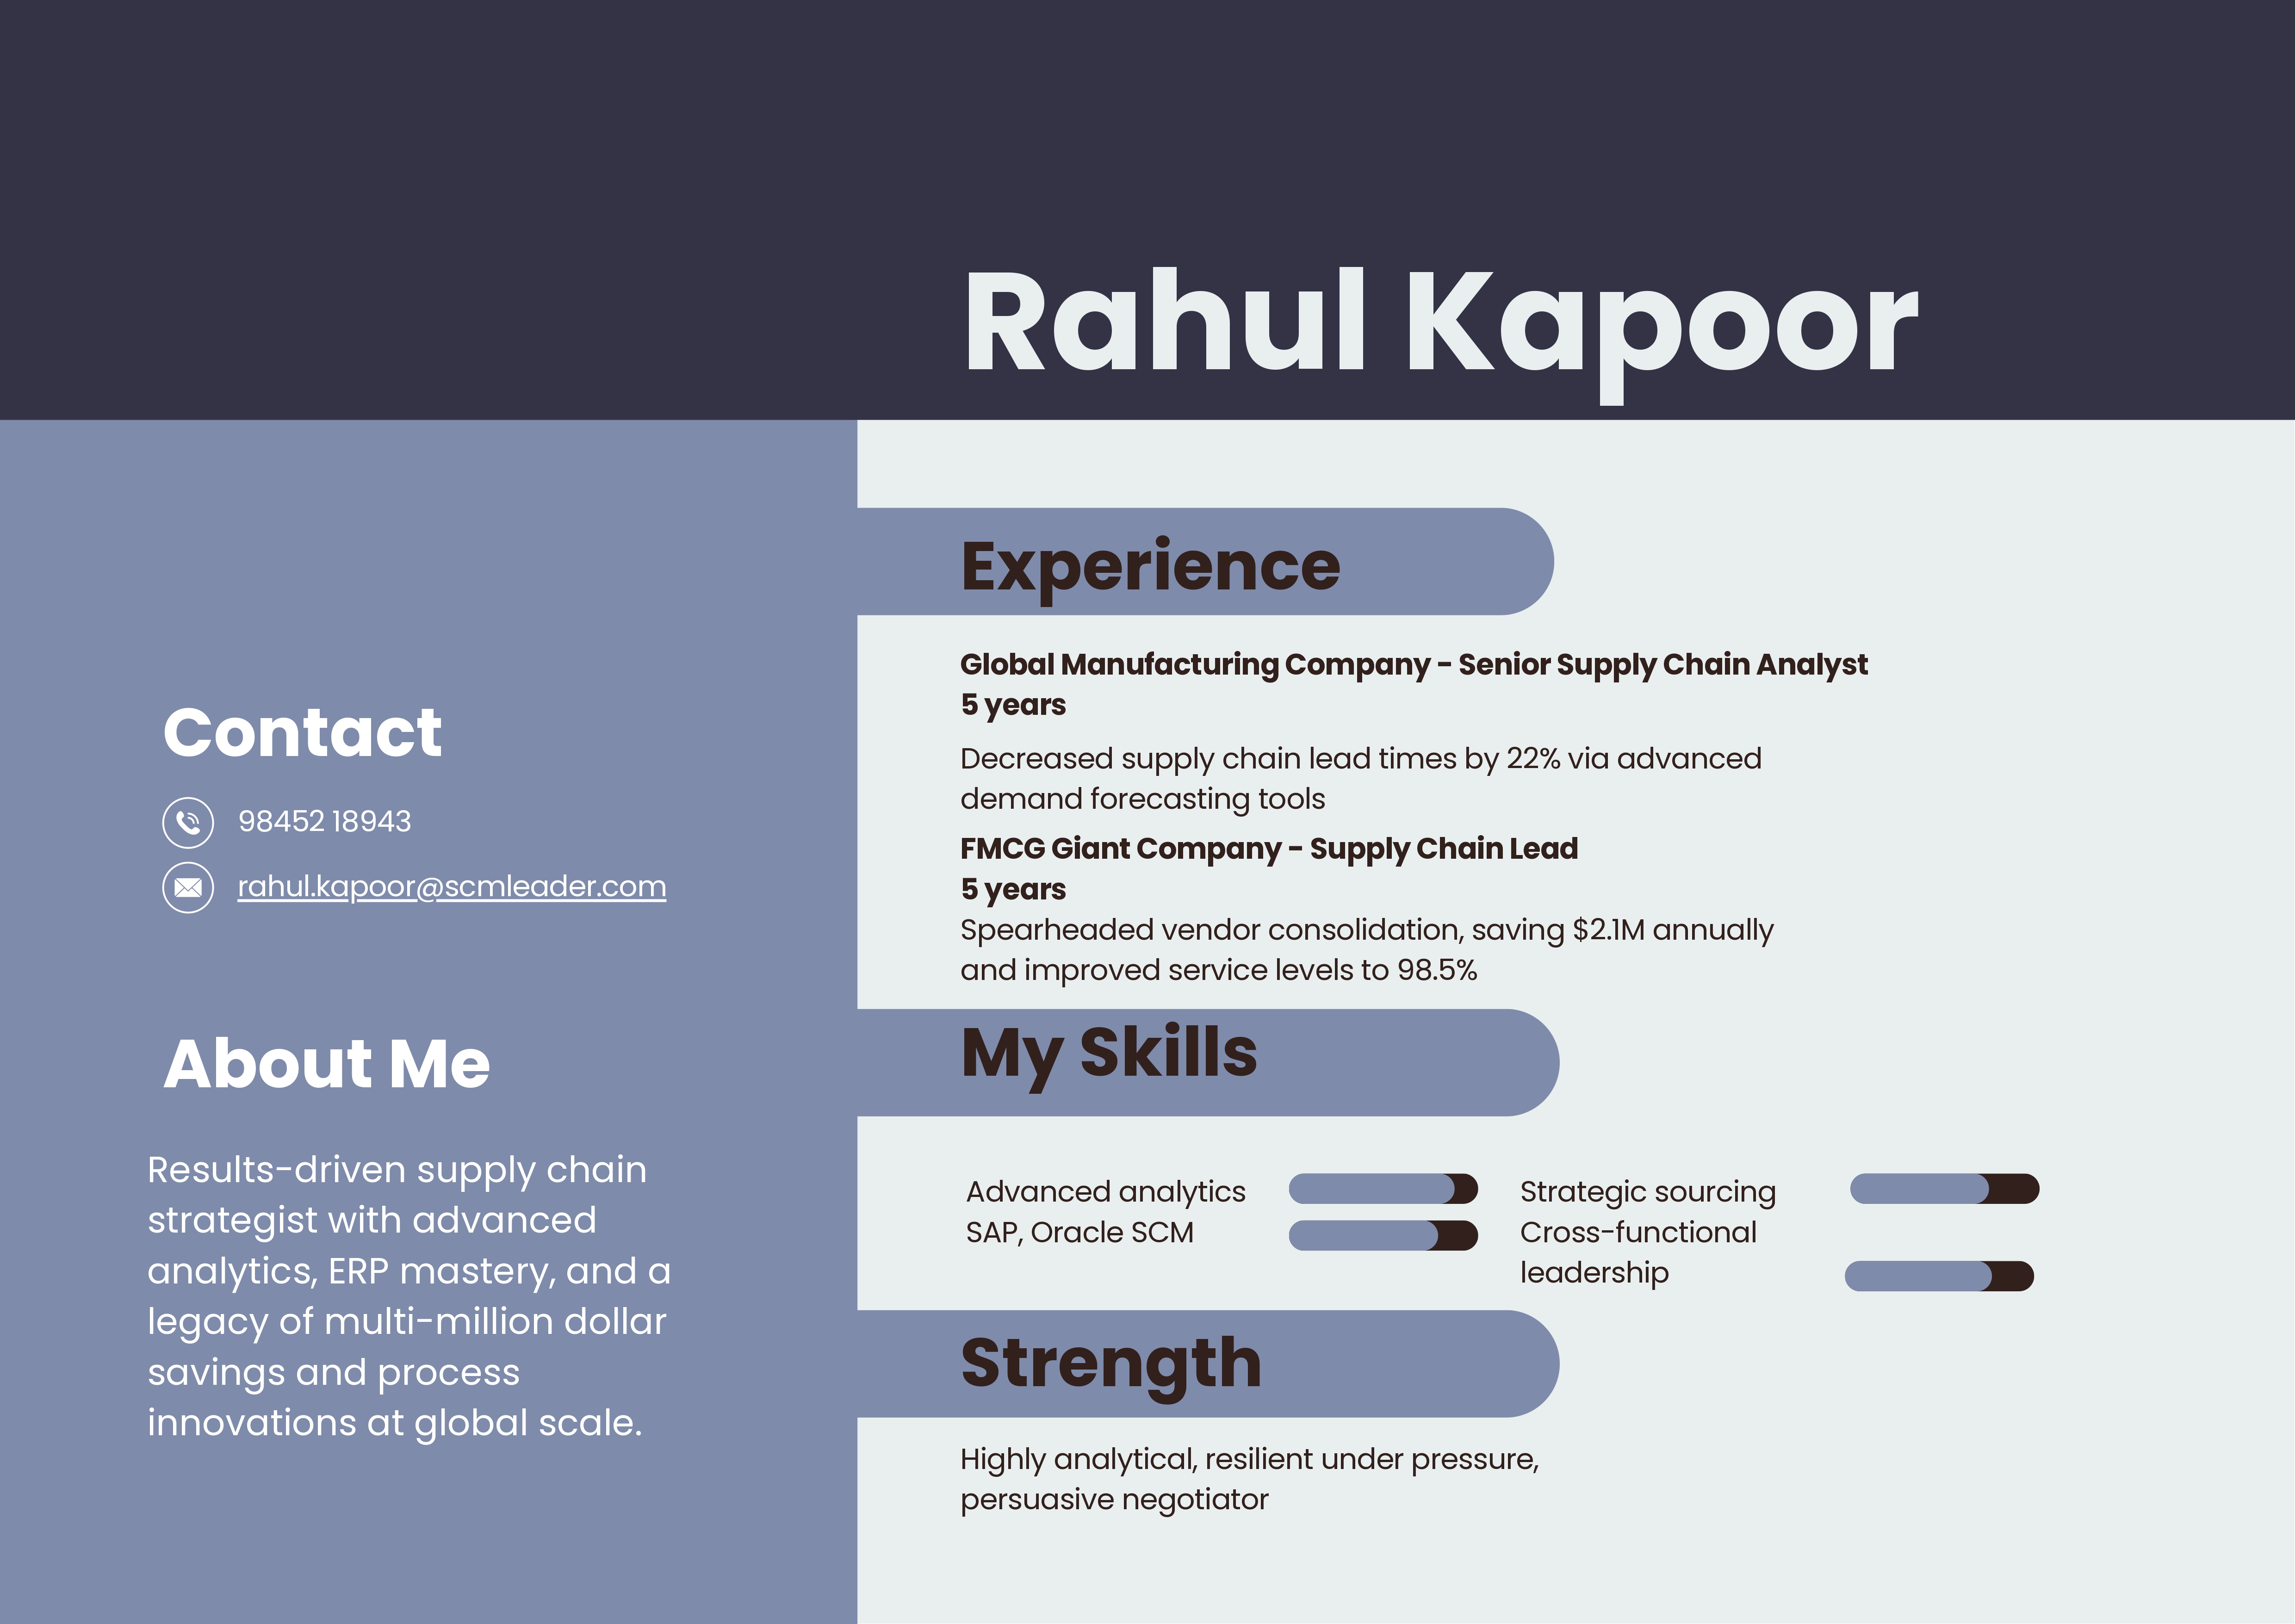 Rahul Kapoor
Contact
98452 18943
rahul.kapoor@scmleader.com
About Me
Results-driven supply chain
strategist with advanced
analytics, ERP mastery, and a
legacy of multi-million dollar
savings and process
innovations at global scale.
Experience
Global Manufacturing Company - Senior Supply Chain Analyst
5 years
Decreased supply chain lead times by 22% via advanced
demand forecasting tools
FMCG Giant Company - Supply Chain Lead
5 years
Spearheaded vendor consolidation, saving $2.1M annually
and improved service levels to 98.5%
My Skills
Advanced analytics
SAP, Oracle SCM
Strategic sourcing
Cross-functional
leadership
Strength
Highly analytical, resilient under pressure,
persuasive negotiator